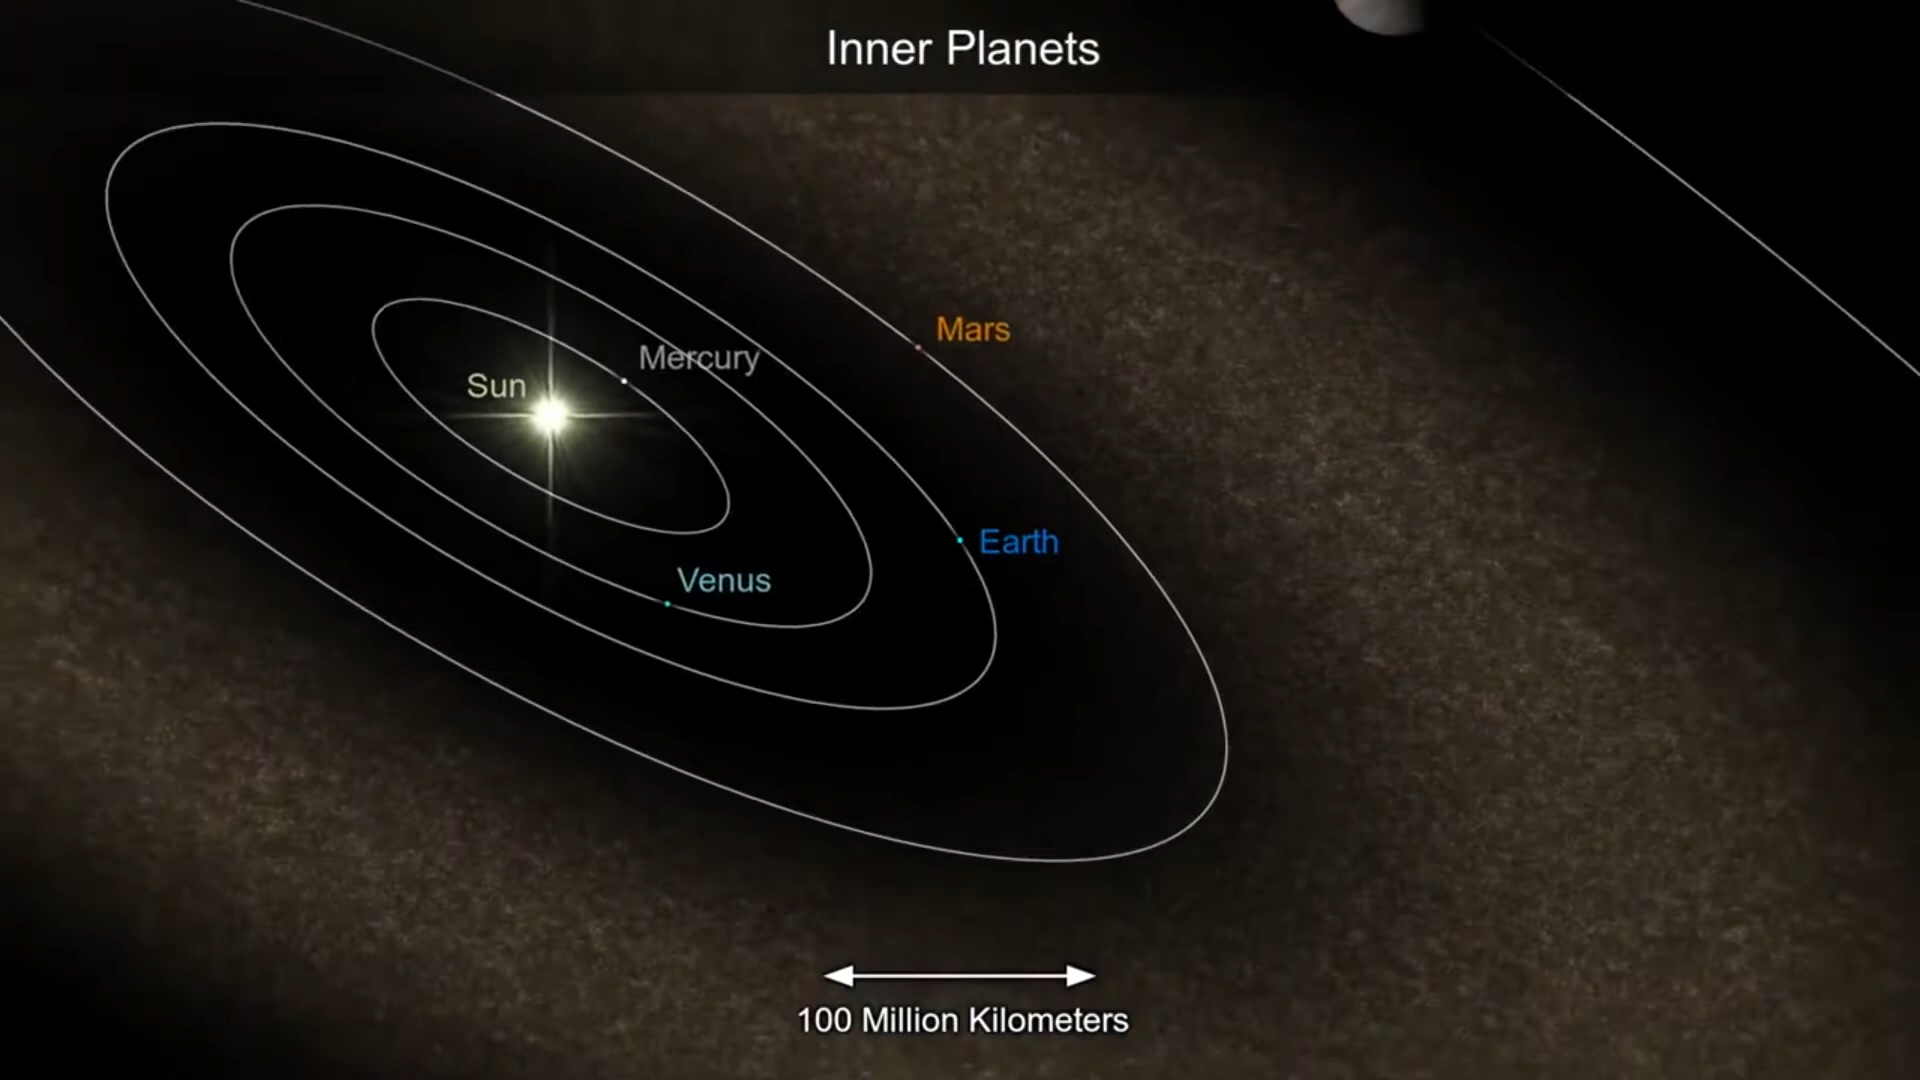 Inner Planets
Mars
Mercury
Sun
Earth
Venus
100 Million Kilometers